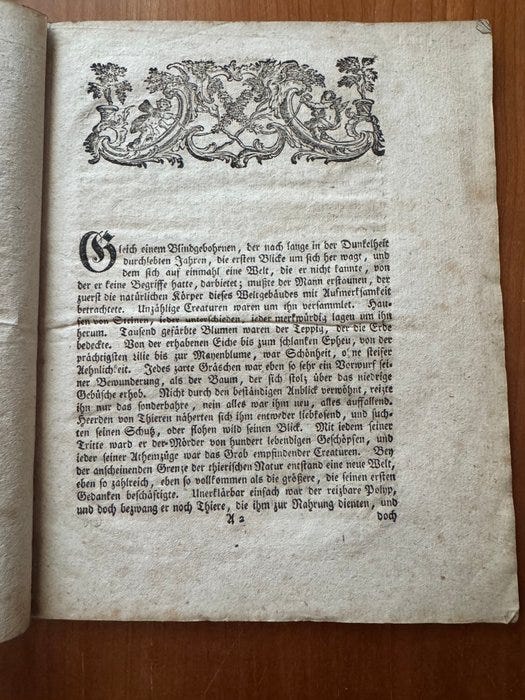 Gleich einem Blindgebohrnen, der nach lange in der Dunkelheit
durchlebten Jahren, die ersten Blicke um sich her wagt, und
dem sich auf einmahl eine Welt, die er nicht kannte, von
der er keine Begriffe hatte, darbietet; mußte der Mann erstaunen, der
zuerst die natürlichen Körper dieses Weltgebäudes mit Aufmerksamkeit
betrachtete. Unzählige Creaturen waren um ihn versammlet. Hau-
fen von Steinen, jeder unterschieden, jeder merkwürdig lagen um ihn
herum. Tausend gefärbte Blumen waren der Teppig, der die Erde
bedeckte. Von der erhabenen Eiche bis zum schlanken Epheu, von der
prächtigsten Lilie bis zur Mayenblume, war Schönheit, o,ne steifer
Aehnlichkeit. Jedes zarte Gräschen war eben so sehr ein Vorwurf seiner
Bewunderung, als der Baum, der sich stolz über das niedrige
Gebüsche erhob. Nicht durch den beständigen Anblick verwöhnt, reizte
ihn nur das sonderbahre, nein alles war ihm neu, alles auffallend.
Heerden von Thieren näherten sich ihm entweder liebkosend, und such-
ten seinen Schutz, oder flohen wild seinen Blick. Mit jedem seiner
Tritte ward er der Mörder von hundert lebendigen Geschöpfen, und
jeder seiner Athemzüge war das Grab empfindender Creaturen. Bey
der anscheinenden Grenze der thierischen Natur entstand eine neue Welt,
eben so zahlreich, eben so vollkommen als die größere, die seinen ersten
Gedanken beschäftigte. Unerklärbar einfach war der reizbare Polyp,
und doch bezwang er noch Thiere, die ihm zur Nahrung dienten, und
A 2 doch